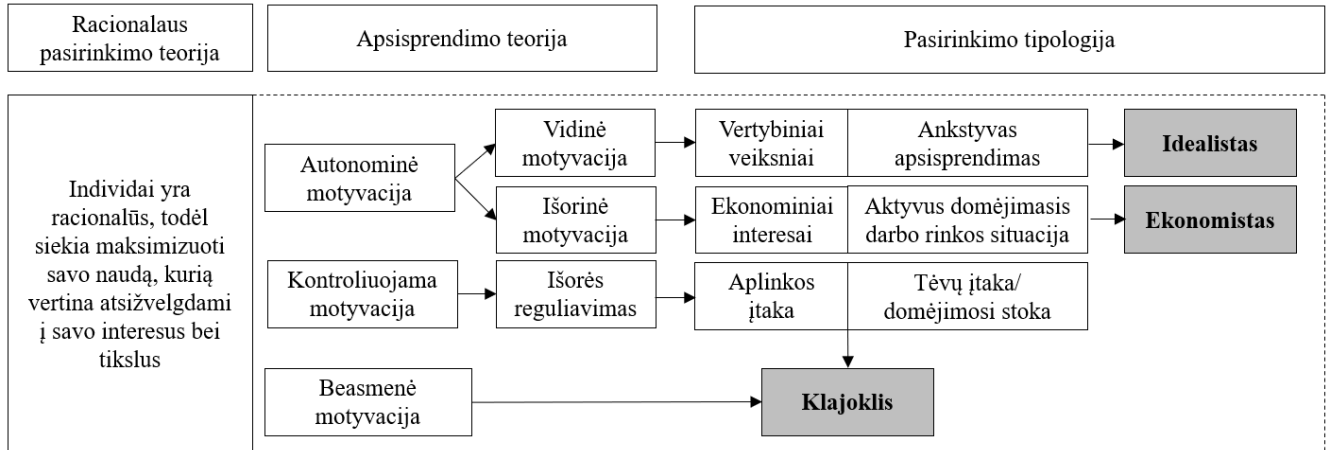 Racionalaus
pasirinkimo teorija
Apsisprendimo teorija
Pasirinkimo tipologija
Individai yra
racionalūs, todėl
siekia maksimizuoti
savo naudą, kurią
vertina atsižvelgdami
į savo interesus bei
tikslus
Autonominė
motyvacija
Vidinė
motyvacija
Vertybiniai
veiksniai
Ankstyvas
apsisprendimas
Idealistas
Išorinė
motyvacija
Ekonominiai
interesai
Aktyvus domėjimasis
darbo rinkos situacija
Ekonomistas
Kontroliuojama
motyvacija
Išorės
reguliavimas
Aplinkos
įtaka
Tėvų įtaka/
domėjimosi stoka
Beasmenė
motyvacija
Klajoklis